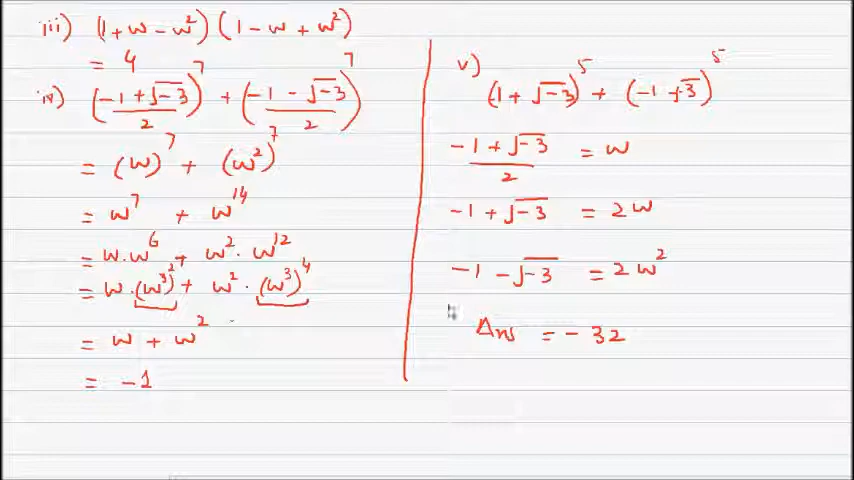 iii) (1+w-w²)(1-w+w²)
= 4
iv) ((-1+√-3)/2)⁷ + ((-1-√-3)/2)⁷
= (w)⁷ + (w²)⁷
= w⁷ + w¹⁴
= w.w⁶ + w².w¹²
= w.(w³)² + w².(w³)⁴
= w + w²
= -1
v)
(1+√-3)⁵ + (-1+√3)⁵
(-1+√-3)/2 = w
-1+√-3 = 2w
-1-√-3 = 2w²
Ans = -32